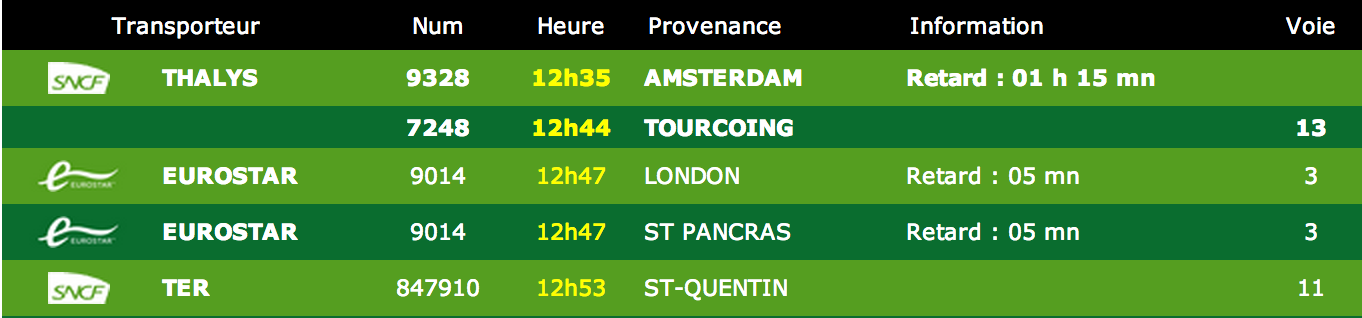 Transporteur Num Heure Provenance Information Voie
SNCF THALYS 9328 12h35 AMSTERDAM Retard : 01 h 15 mn
7248 12h44 TOURCOING 13
EUROSTAR EUROSTAR 9014 12h47 LONDON Retard : 05 mn 3
EUROSTAR EUROSTAR 9014 12h47 ST PANCRAS Retard : 05 mn 3
SNCF TER 847910 12h53 ST-QUENTIN 11